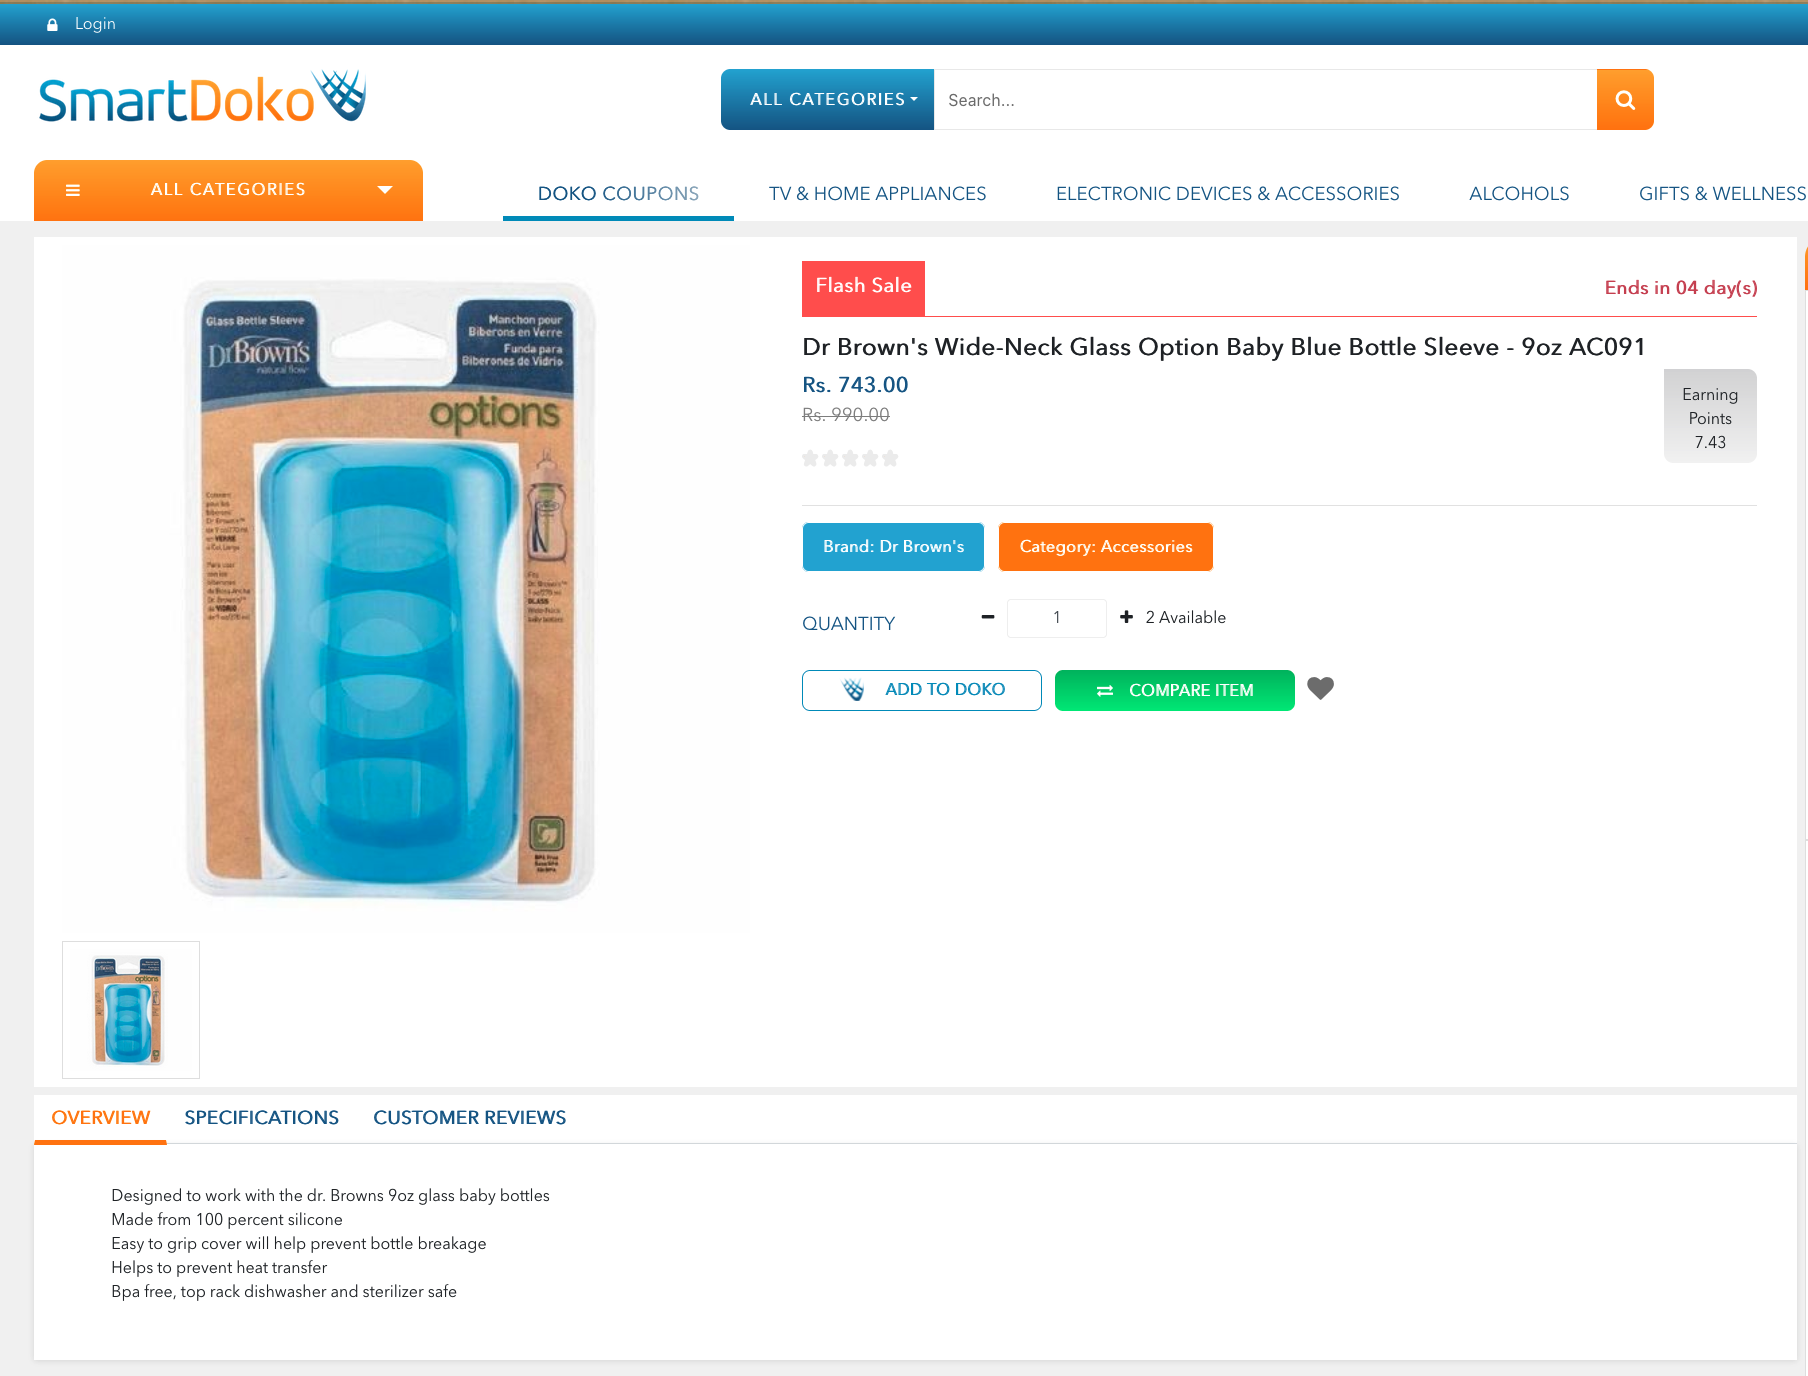 Login
SmartDoko
ALL CATEGORIES
Search...
ALL CATEGORIES
DOKO COUPONS
TV & HOME APPLIANCES
ELECTRONIC DEVICES & ACCESSORIES
ALCOHOLS
GIFTS & WELLNESS
Glass Bottle Sleeve
Manchon pour
Biberons en Verre
Funda para
Biberones de Vidrio
Dr Brown's
natural flow
options
Flash Sale
Ends in 04 day(s)
Dr Brown's Wide-Neck Glass Option Baby Blue Bottle Sleeve - 9oz AC091
Rs. 743.00
Rs. 990.00
Earning
Points
7.43
Brand: Dr Brown's
Category: Accessories
QUANTITY
1
2 Available
ADD TO DOKO
COMPARE ITEM
OVERVIEW
SPECIFICATIONS
CUSTOMER REVIEWS
Designed to work with the dr. Browns 9oz glass baby bottles
Made from 100 percent silicone
Easy to grip cover will help prevent bottle breakage
Helps to prevent heat transfer
Bpa free, top rack dishwasher and sterilizer safe